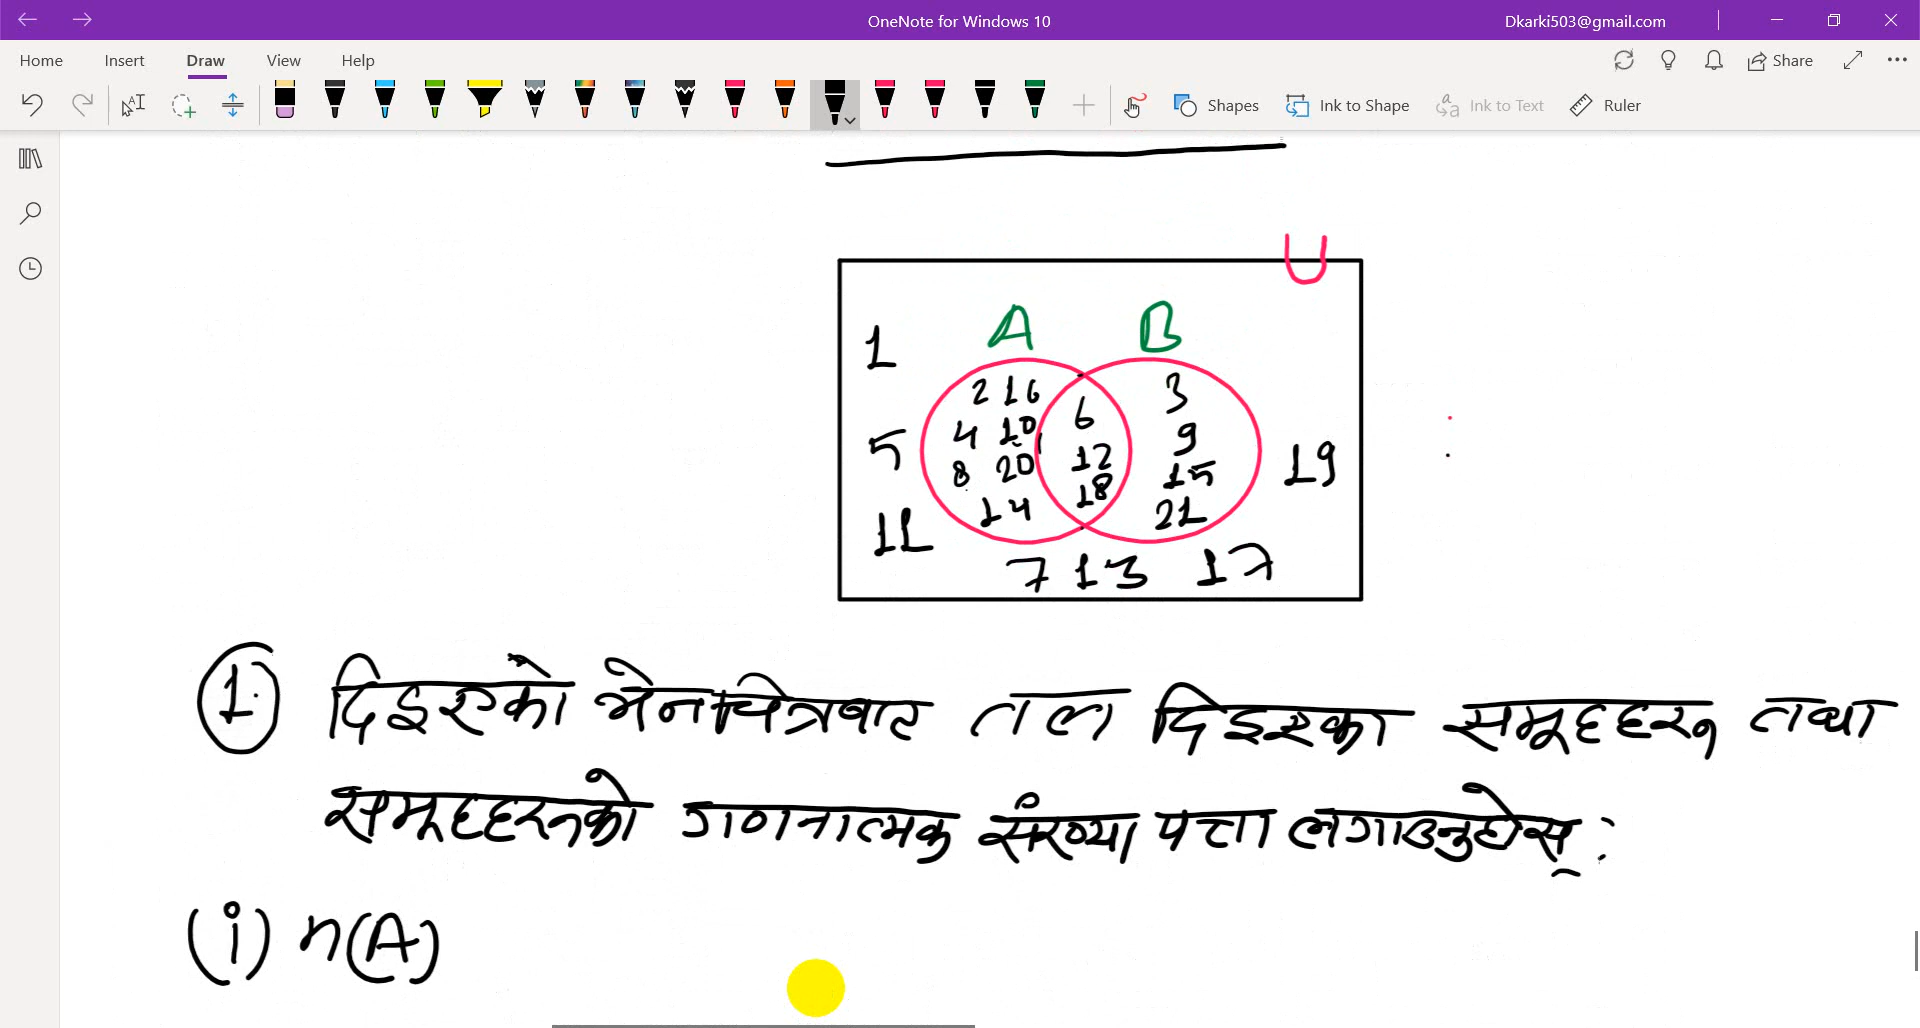 OneNote for Windows 10
Dkarki503@gmail.com
Home Insert Draw View Help
Share
Shapes Ink to Shape Ink to Text Ruler
U
A B
1
2 16
6
3
4 10
5
12
9
19
8 20
18
15
14
21
11
7 13 17
1. दिइएको भेनचित्रबाट तल दिइएका समूहहरू तथा
समूहहरूको गणनात्मक संख्या पत्ता लगाउनुहोस् :
(i) n(A)